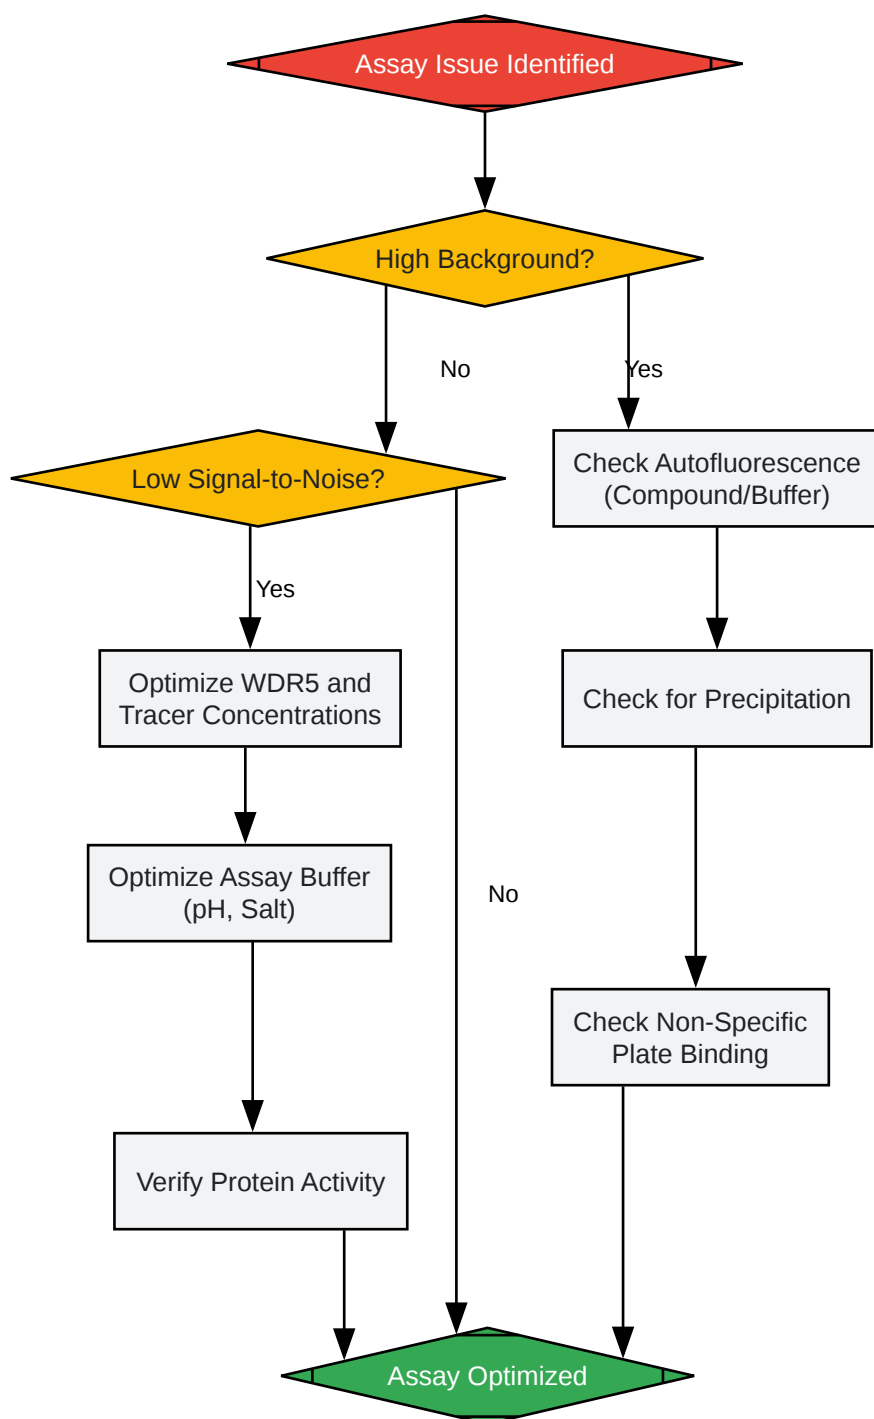 Assay Issue Identified
High Background?
No
Yes
Low Signal-to-Noise?
Check Autofluorescence
(Compound/Buffer)
Yes
Optimize WDR5 and
Tracer Concentrations
Check for Precipitation
Optimize Assay Buffer
(pH, Salt)
No
Check Non-Specific
Plate Binding
Verify Protein Activity
Assay Optimized